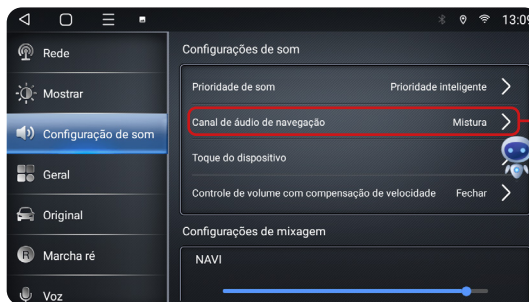 13:09
Rede
Mostrar
Configuração de som
Geral
Original
R Marcha ré
Voz
Configurações de som
Prioridade de som Prioridade inteligente
Canal de áudio de navegação Mistura
Toque do dispositivo
Controle de volume com compensação de velocidade Fechar
Configurações de mixagem
NAVI